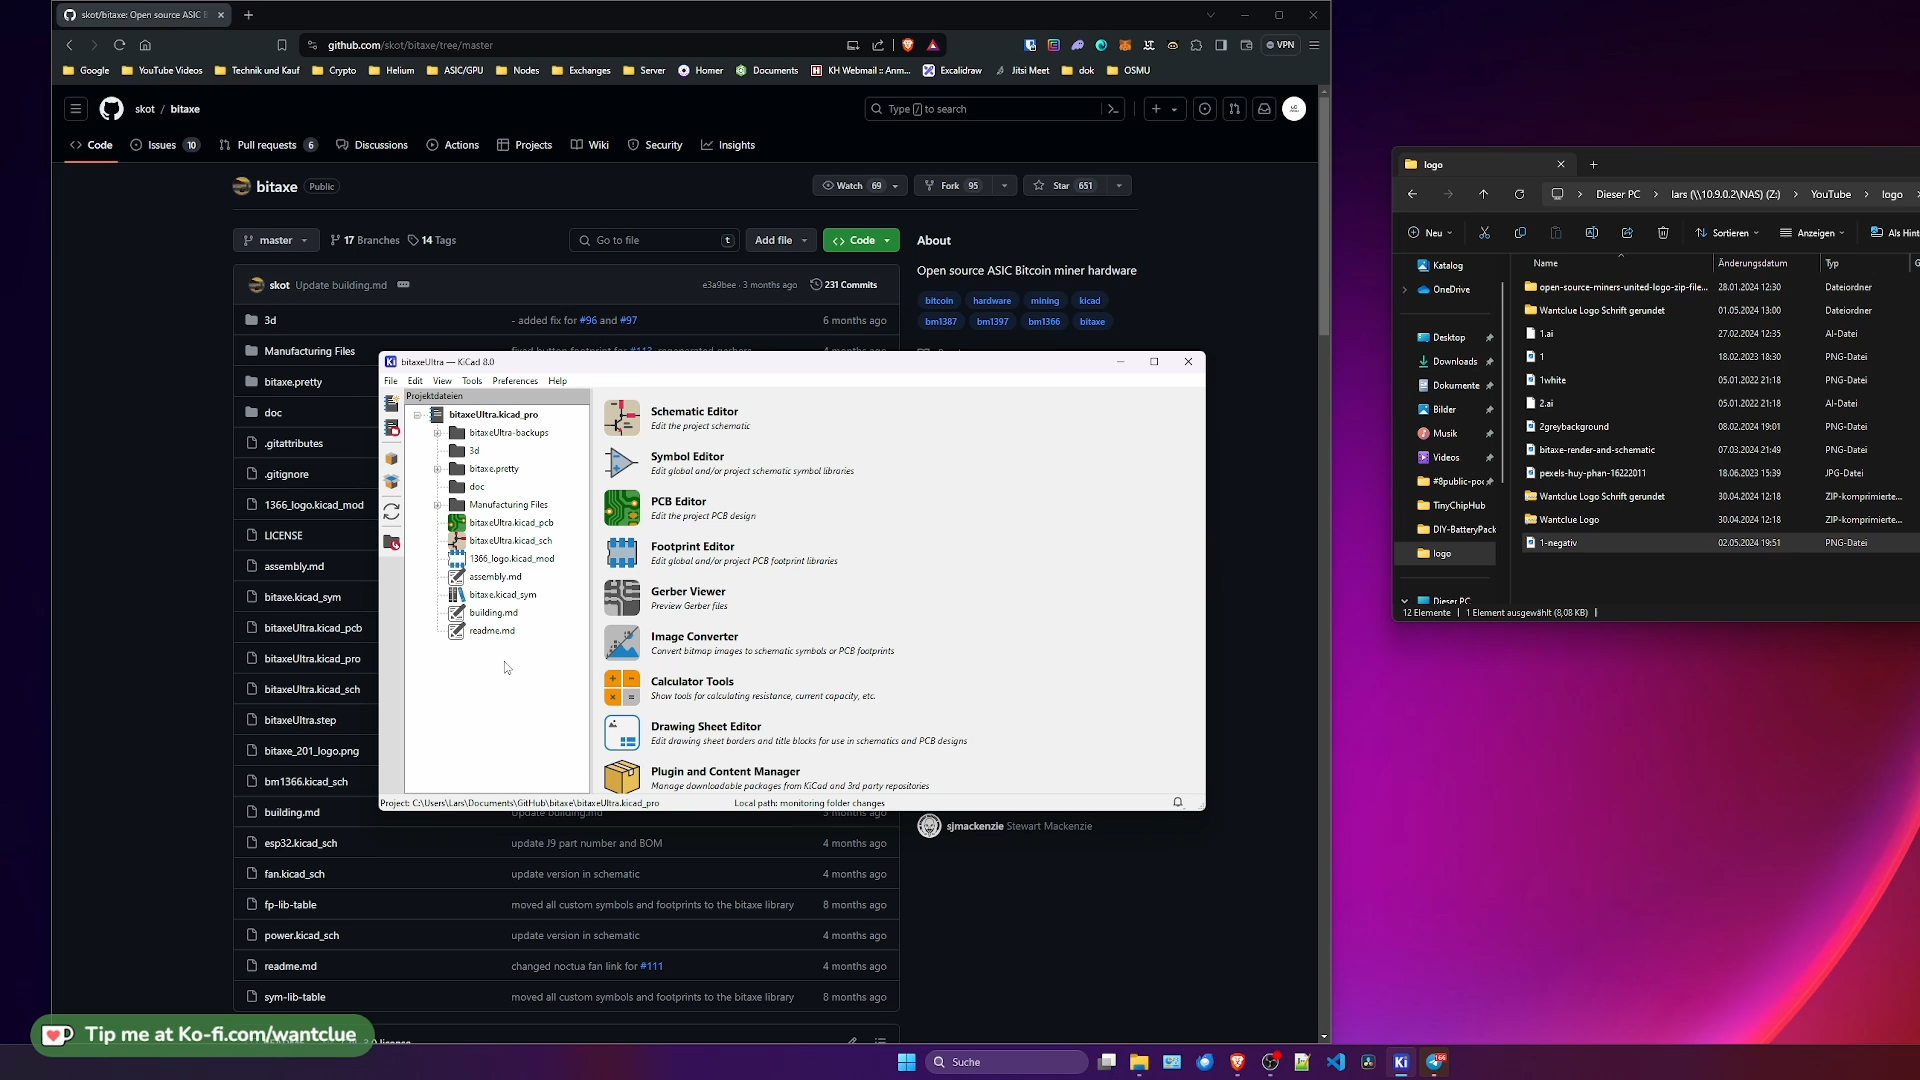 skot/bitaxe: Open source ASIC B
github.com/skot/bitaxe/tree/master
VPN
Google
YouTube Videos
Technik und Kauf
Crypto
Helium
ASIC/GPU
Nodes
Exchanges
Server
Homer
Documents
KH Webmail :: Anm...
Excalidraw
Jitsi Meet
dok
OSMU
skot / bitaxe
Type / to search
Code
Issues 10
Pull requests 6
Discussions
Actions
Projects
Wiki
Security
Insights
bitaxe Public
Watch 69
Fork 95
Star 651
master
17 Branches
14 Tags
Go to file
t
Add file
Code
About
Open source ASIC Bitcoin miner hardware
bitcoin
hardware
mining
kicad
bm1387
bm1397
bm1366
bitaxe
skot Update building.md
e3a9bee · 3 months ago
231 Commits
3d
- added fix for #96 and #97
6 months ago
Manufacturing Files
bitaxe.pretty
doc
.gitattributes
.gitignore
1366_logo.kicad_mod
LICENSE
assembly.md
bitaxe.kicad_sym
bitaxeUltra.kicad_pcb
bitaxeUltra.kicad_pro
bitaxeUltra.kicad_sch
bitaxeUltra.step
bitaxe_201_logo.png
bm1366.kicad_sch
building.md
Update building.md
3 months ago
esp32.kicad_sch
update J9 part number and BOM
4 months ago
fan.kicad_sch
update version in schematic
4 months ago
fp-lib-table
moved all custom symbols and footprints to the bitaxe library
8 months ago
power.kicad_sch
update version in schematic
4 months ago
readme.md
changed noctua fan link for #111
4 months ago
sym-lib-table
moved all custom symbols and footprints to the bitaxe library
8 months ago
sjmackenzie Stewart Mackenzie
bitaxeUltra — KiCad 8.0
File
Edit
View
Tools
Preferences
Help
Projektdateien
bitaxeUltra.kicad_pro
bitaxeUltra-backups
3d
bitaxe.pretty
doc
Manufacturing Files
bitaxeUltra.kicad_pcb
bitaxeUltra.kicad_sch
1366_logo.kicad_mod
assembly.md
bitaxe.kicad_sym
building.md
readme.md
Schematic Editor
Edit the project schematic
Symbol Editor
Edit global and/or project schematic symbol libraries
PCB Editor
Edit the project PCB design
Footprint Editor
Edit global and/or project PCB footprint libraries
Gerber Viewer
Preview Gerber files
Image Converter
Convert bitmap images to schematic symbols or PCB footprints
Calculator Tools
Show tools for calculating resistance, current capacity, etc.
Drawing Sheet Editor
Edit drawing sheet borders and title blocks for use in schematics and PCB designs
Plugin and Content Manager
Manage downloadable packages from KiCad and 3rd party repositories
Project: C:\Users\Lars\Documents\GitHub\bitaxe\bitaxeUltra.kicad_pro
Local path: monitoring folder changes
logo
Dieser PC
lars (\\10.9.0.2\NAS) (Z:)
YouTube
logo
Neu
Sortieren
Anzeigen
Als Hint
Name
Änderungsdatum
Typ
Katalog
OneDrive
Desktop
Downloads
Dokumente
Bilder
Musik
Videos
#8public-poo
TinyChipHub
DIY-BatteryPack
logo
Dieser PC
open-source-miners-united-logo-zip-file... 28.01.2024 12:30 Dateiordner
Wantclue Logo Schrift gerundet 01.05.2024 13:00 Dateiordner
1.ai 27.02.2024 12:35 AI-Datei
1 18.02.2023 18:30 PNG-Datei
1white 05.01.2022 21:18 PNG-Datei
2.ai 05.01.2022 21:18 AI-Datei
2greybackground 08.02.2024 19:01 PNG-Datei
bitaxe-render-and-schematic 07.03.2024 21:49 PNG-Datei
pexels-huy-phan-16222011 18.06.2023 15:39 JPG-Datei
Wantclue Logo Schrift gerundet 30.04.2024 12:18 ZIP-komprimierte...
Wantclue Logo 30.04.2024 12:18 ZIP-komprimierte...
1-negativ 02.05.2024 19:51 PNG-Datei
12 Elemente
1 Element ausgewählt (8,08 KB)
Tip me at Ko-fi.com/wantclue
Suche
Ki